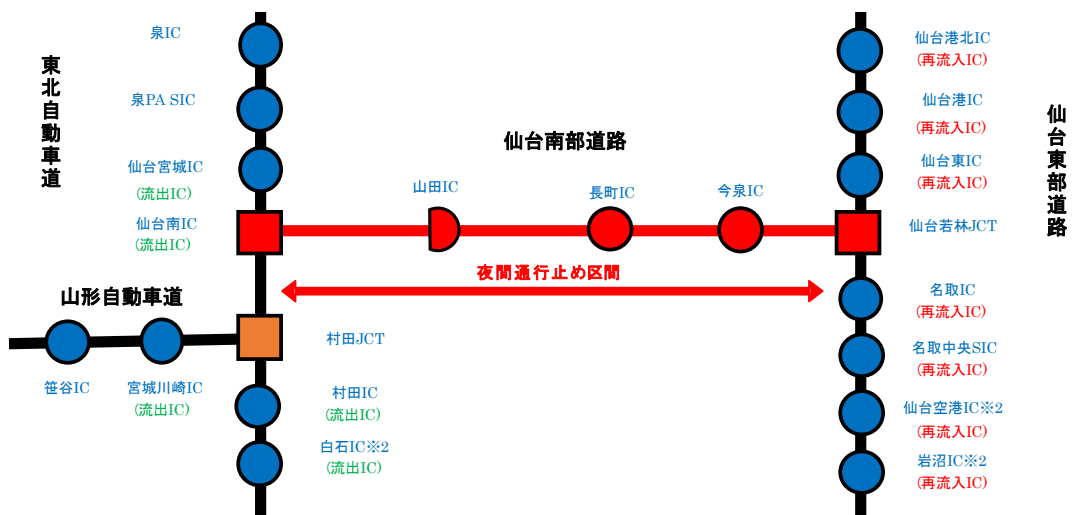 東北自動車道
泉IC
泉PA SIC
仙台宮城IC
(流出IC)
仙台南IC
(流出IC)
山形自動車道
笹谷IC
宮城川崎IC
(流出IC)
村田JCT
村田IC
(流出IC)
白石IC※2
(流出IC)
仙台南部道路
山田IC
長町IC
今泉IC
夜間通行止め区間
仙台港北IC
(再流入IC)
仙台港IC
(再流入IC)
仙台東IC
(再流入IC)
仙台若林JCT
名取IC
(再流入IC)
名取中央SIC
(再流入IC)
仙台空港IC※2
(再流入IC)
岩沼IC※2
(再流入IC)
仙台東部道路